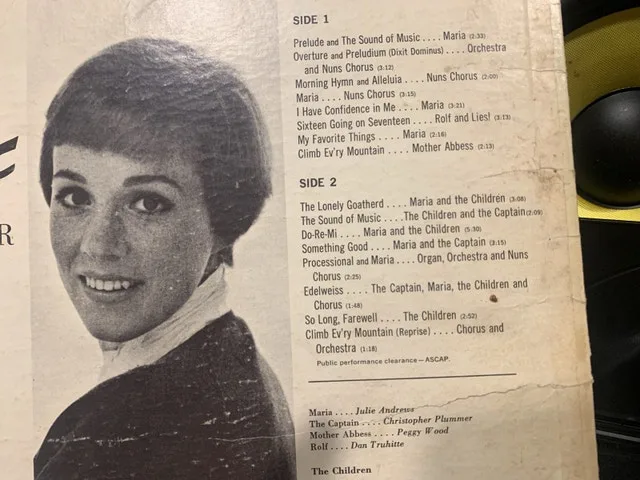 R
SIDE 1
Prelude and The Sound of Music . . . . Maria (2:33)
Overture and Preludium (Dixit Dominus) . . . . Orchestra
and Nuns Chorus (3:12)
Morning Hymn and Alleluia . . . . Nuns Chorus (2:00)
Maria . . . . Nuns Chorus (3:15)
I Have Confidence in Me . . . . Maria (3:21)
Sixteen Going on Seventeen . . . . Rolf and Liesl (3:13)
My Favorite Things . . . . Maria (2:16)
Climb Ev'ry Mountain . . . . Mother Abbess (2:13)
SIDE 2
The Lonely Goatherd . . . . Maria and the Children (3:08)
The Sound of Music . . . .The Children and the Captain(2:09)
Do-Re-Mi . . . . Maria and the Children (5:30)
Something Good . . . . Maria and the Captain (3:15)
Processional and Maria . . . . Organ, Orchestra and Nuns
Chorus (2:25)
Edelweiss . . . . The Captain, Maria, the Children and
Chorus (1:48)
So Long, Farewell . . . . The Children (2:52)
Climb Ev'ry Mountain (Reprise) . . . . Chorus and
Orchestra (1:18)
Public performance clearance—ASCAP.
Maria . . . . Julie Andrews
The Captain . . . . Christopher Plummer
Mother Abbess . . . . Peggy Wood
Rolf . . . . Dan Truhitte
The Children